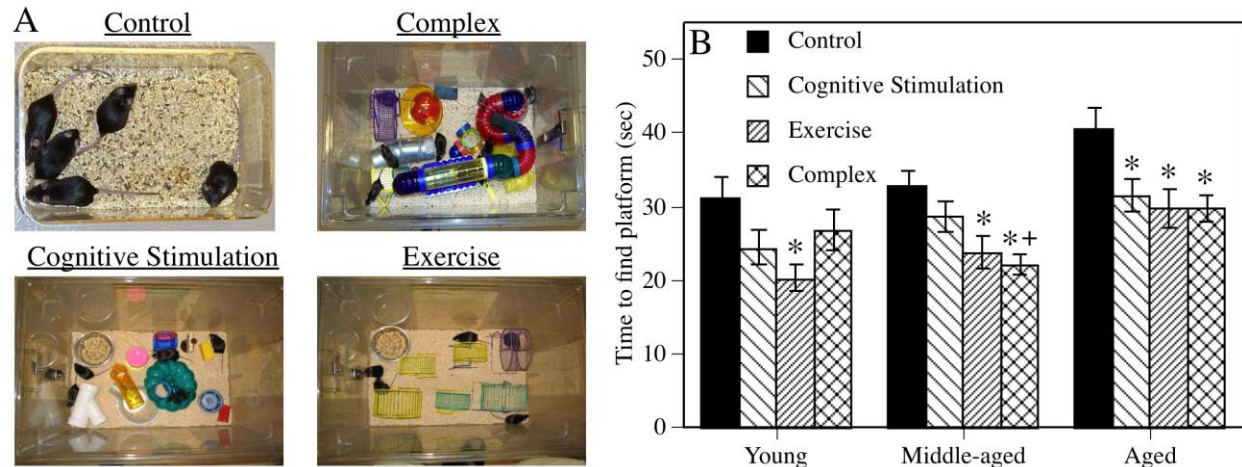 A
Control
Complex
Cognitive Stimulation
Exercise
B
Control
Cognitive Stimulation
Exercise
Complex
Time to find platform (sec)
50
40
30
20
10
0
*
*
*+
*
*
*
Young
Middle-aged
Aged